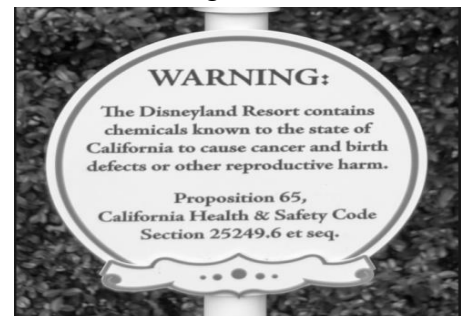 WARNING:
The Disneyland Resort contains
chemicals known to the state of
California to cause cancer and birth
defects or other reproductive harm.
Proposition 65,
California Health & Safety Code
Section 25249.6 et seq.